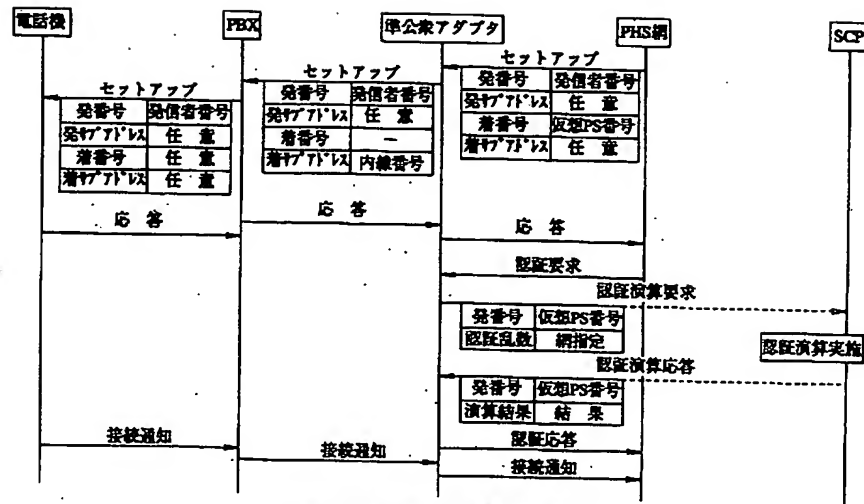 電話機
PBX
準公衆アダプタ
PHS網
SCP
セットアップ
発番号 発信者番号
発サブアドレス 任意
着番号 仮想PS番号
着サブアドレス 任意
セットアップ
発番号 発信者番号
発サブアドレス 任意
着番号 ー
着サブアドレス 内線番号
セットアップ
発番号 発信者番号
発サブアドレス 任意
着番号 任意
着サブアドレス 任意
応答
応答
応答
認証要求
認証演算要求
発番号 仮想PS番号
認証乱数 網指定
認証演算実施
認証演算応答
発番号 仮想PS番号
演算結果 結果
認証応答
接続通知
接続通知
接続通知